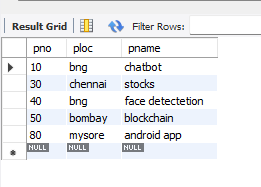 Result Grid Filter Rows:
pno ploc pname
10 bng chatbot
30 chennai stocks
40 bng face detectetion
50 bombay blockchain
80 mysore android app
NULL NULL NULL